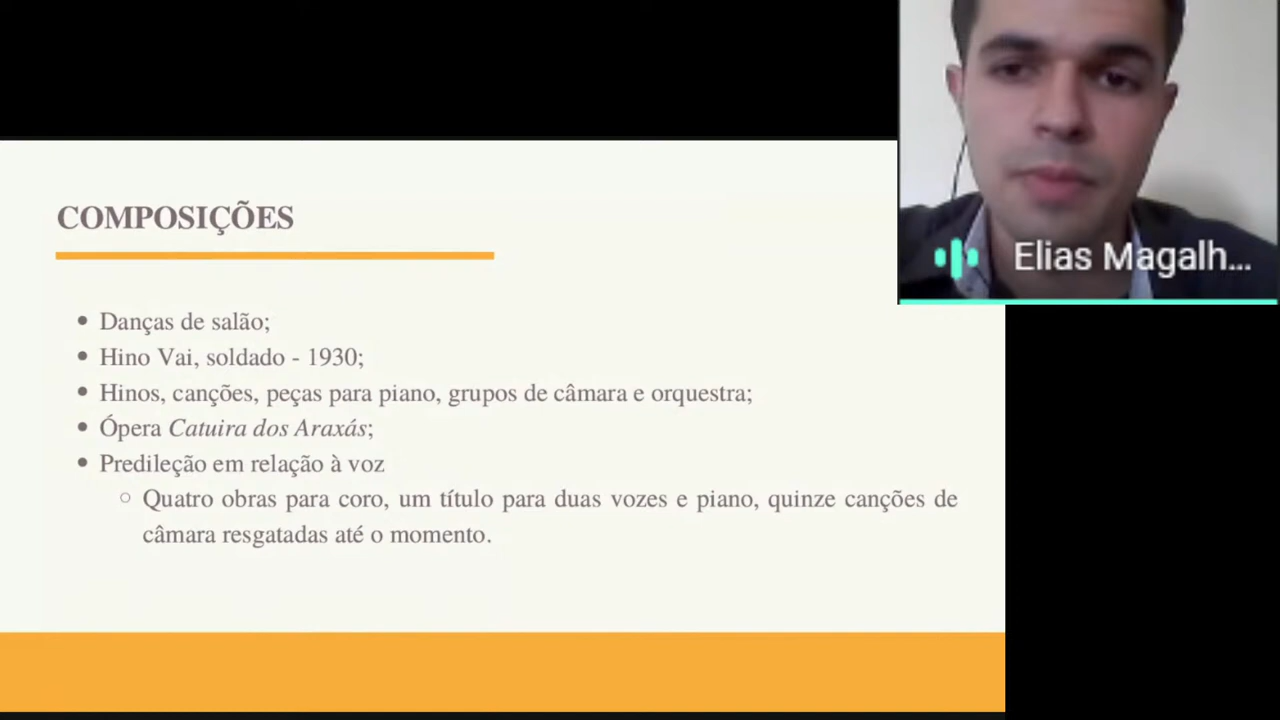 COMPOSIÇÕES
Elias Magalh...
• Danças de salão;
• Hino Vai, soldado - 1930;
• Hinos, canções, peças para piano, grupos de câmara e orquestra;
• Ópera Catuira dos Araxás;
• Predileção em relação à voz
○ Quatro obras para coro, um título para duas vozes e piano, quinze canções de
câmara resgatadas até o momento.